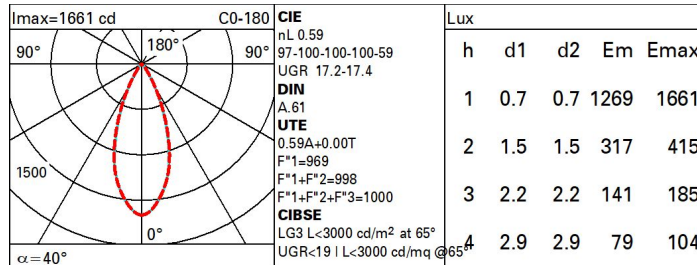 Imax=1661 cd C0-180
90° 180° 90°
1500
0°
α=40°
CIE
nL 0.59
97-100-100-100-59
UGR 17.2-17.4
DIN
A.61
UTE
0.59A+0.00T
F"1=969
F"1+F"2=998
F"1+F"2+F"3=1000
CIBSE
LG3 L<3000 cd/m² at 65°
UGR<19 | L<3000 cd/mq @65°
Lux
h d1 d2 Em Emax
1 0.7 0.7 1269 1661
2 1.5 1.5 317 415
3 2.2 2.2 141 185
4 2.9 2.9 79 104